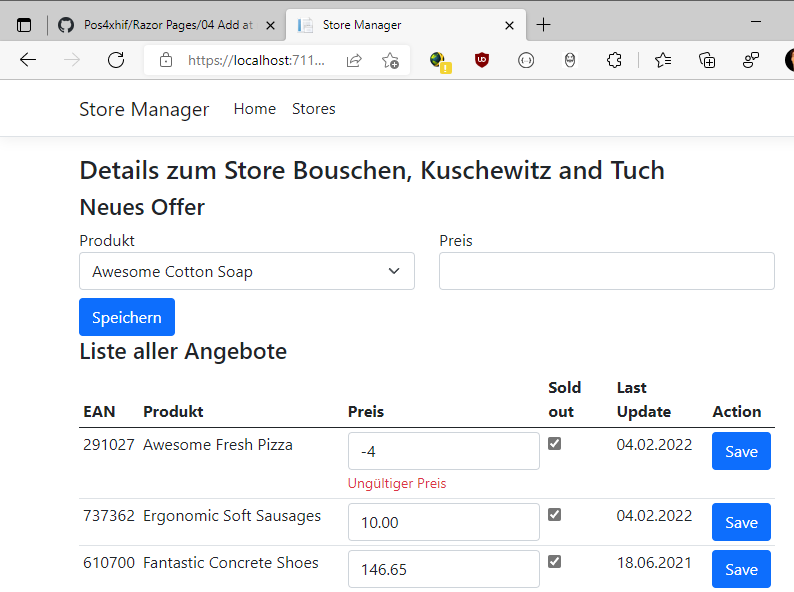 Pos4xhif/Razor Pages/04 Add at
Store Manager
https://localhost:711...
Store Manager Home Stores
Details zum Store Bouschen, Kuschewitz and Tuch
Neues Offer
Produkt Preis
Awesome Cotton Soap
Speichern
Liste aller Angebote
EAN Produkt Preis Sold out Last Update Action
291027 Awesome Fresh Pizza -4 04.02.2022 Save
Ungültiger Preis
737362 Ergonomic Soft Sausages 10.00 04.02.2022 Save
610700 Fantastic Concrete Shoes 146.65 18.06.2021 Save